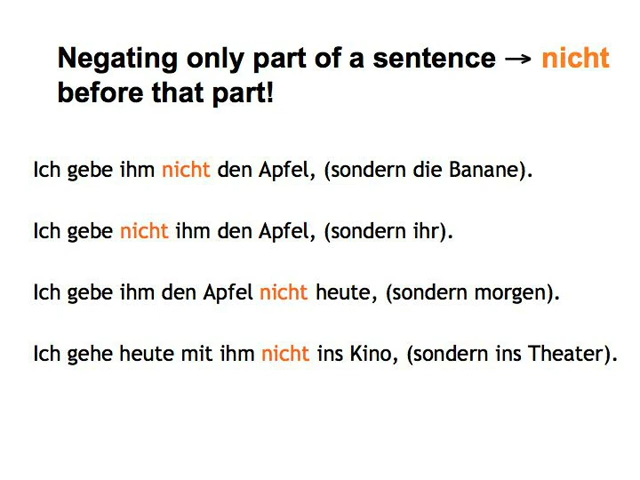 Negating only part of a sentence → nicht
before that part!
Ich gebe ihm nicht den Apfel, (sondern die Banane).
Ich gebe nicht ihm den Apfel, (sondern ihr).
Ich gebe ihm den Apfel nicht heute, (sondern morgen).
Ich gehe heute mit ihm nicht ins Kino, (sondern ins Theater).